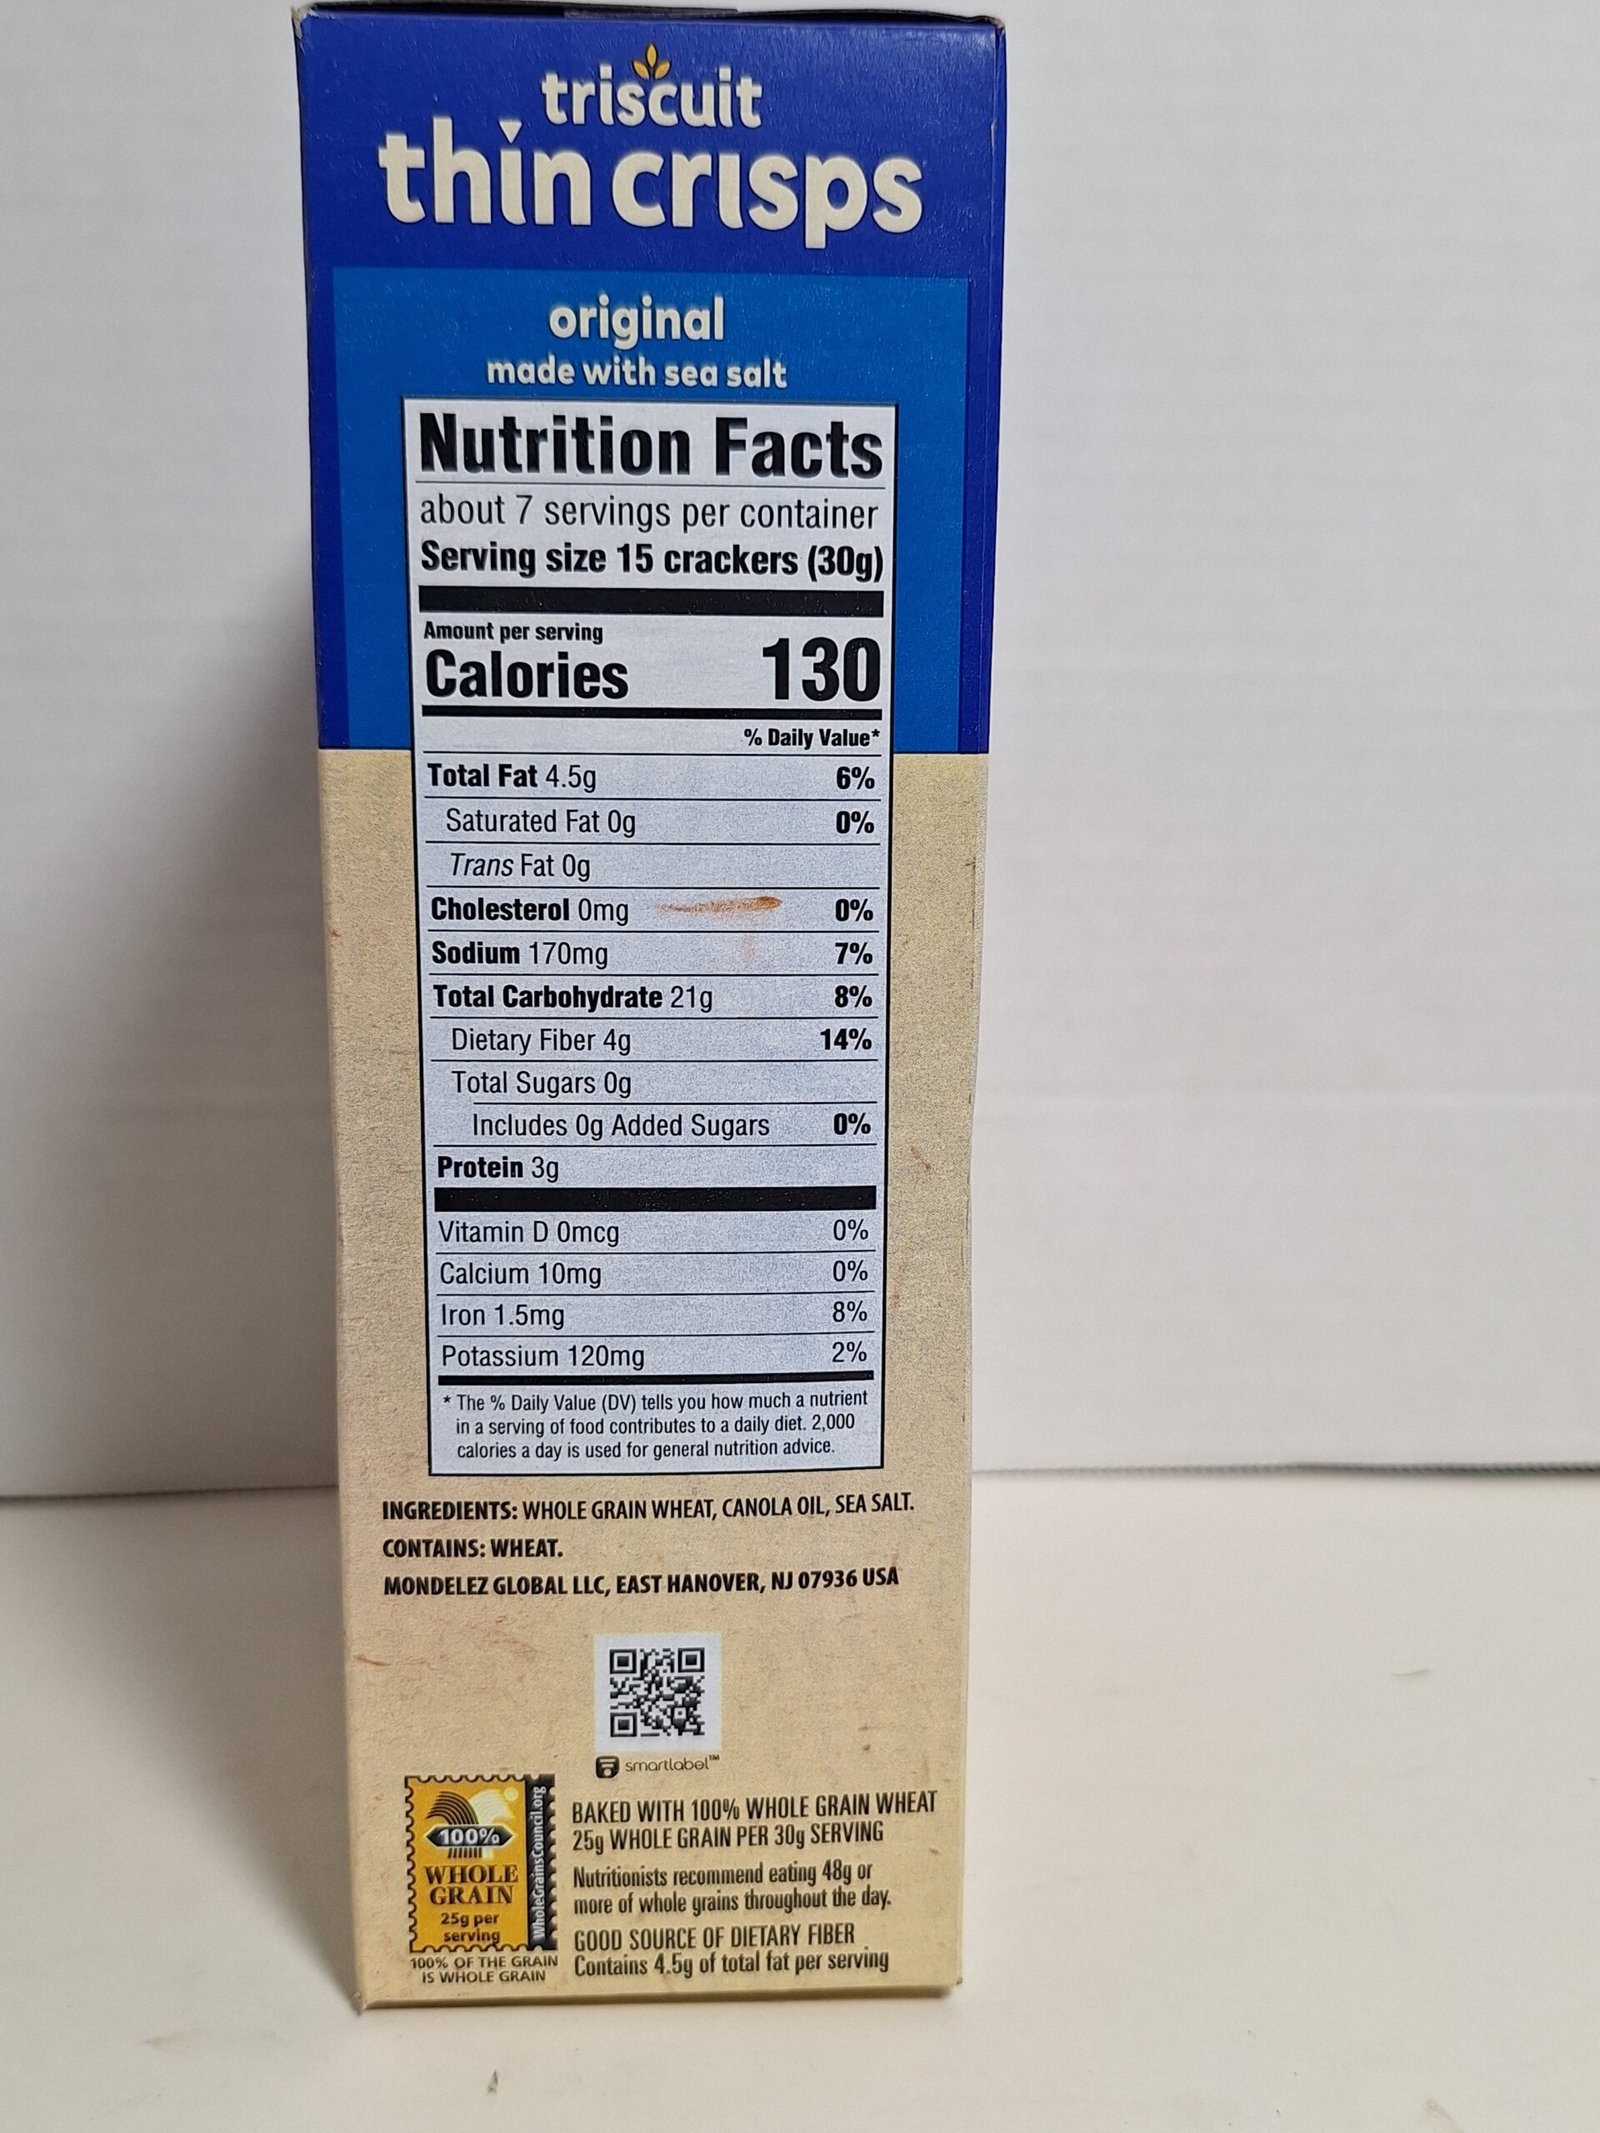 triscuit
thin crisps
original
made with sea salt
Nutrition Facts
about 7 servings per container
Serving size 15 crackers (30g)
Amount per serving
Calories 130
% Daily Value*
Total Fat 4.5g 6%
Saturated Fat 0g 0%
Trans Fat 0g
Cholesterol 0mg 0%
Sodium 170mg 7%
Total Carbohydrate 21g 8%
Dietary Fiber 4g 14%
Total Sugars 0g
Includes 0g Added Sugars 0%
Protein 3g
Vitamin D 0mcg 0%
Calcium 10mg 0%
Iron 1.5mg 8%
Potassium 120mg 2%
* The % Daily Value (DV) tells you how much a nutrient
in a serving of food contributes to a daily diet. 2,000
calories a day is used for general nutrition advice.
INGREDIENTS: WHOLE GRAIN WHEAT, CANOLA OIL, SEA SALT.
CONTAINS: WHEAT.
MONDELEZ GLOBAL LLC, EAST HANOVER, NJ 07936 USA
smartlabel™
100%
WHOLE
GRAIN
25g per
serving
WholeGrainsCouncil.org
100% OF THE GRAIN
IS WHOLE GRAIN
BAKED WITH 100% WHOLE GRAIN WHEAT
25g WHOLE GRAIN PER 30g SERVING
Nutritionists recommend eating 48g or
more of whole grains throughout the day.
GOOD SOURCE OF DIETARY FIBER
Contains 4.5g of total fat per serving